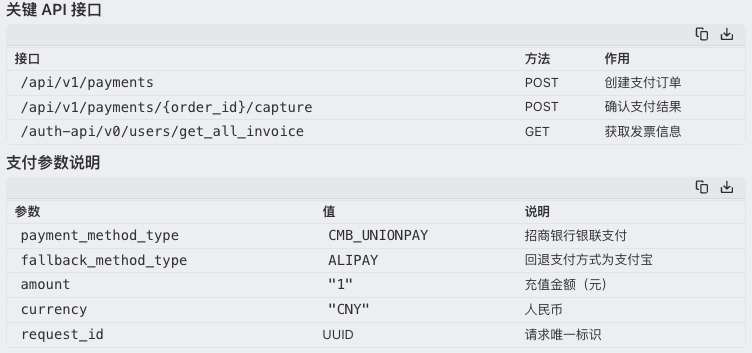 关键 API 接口
接口 方法 作用
/api/v1/payments POST 创建支付订单
/api/v1/payments/{order_id}/capture POST 确认支付结果
/auth-api/v0/users/get_all_invoice GET 获取发票信息
支付参数说明
参数 值 说明
payment_method_type CMB_UNIONPAY 招商银行银联支付
fallback_method_type ALIPAY 回退支付方式为支付宝
amount "1" 充值金额（元）
currency "CNY" 人民币
request_id UUID 请求唯一标识